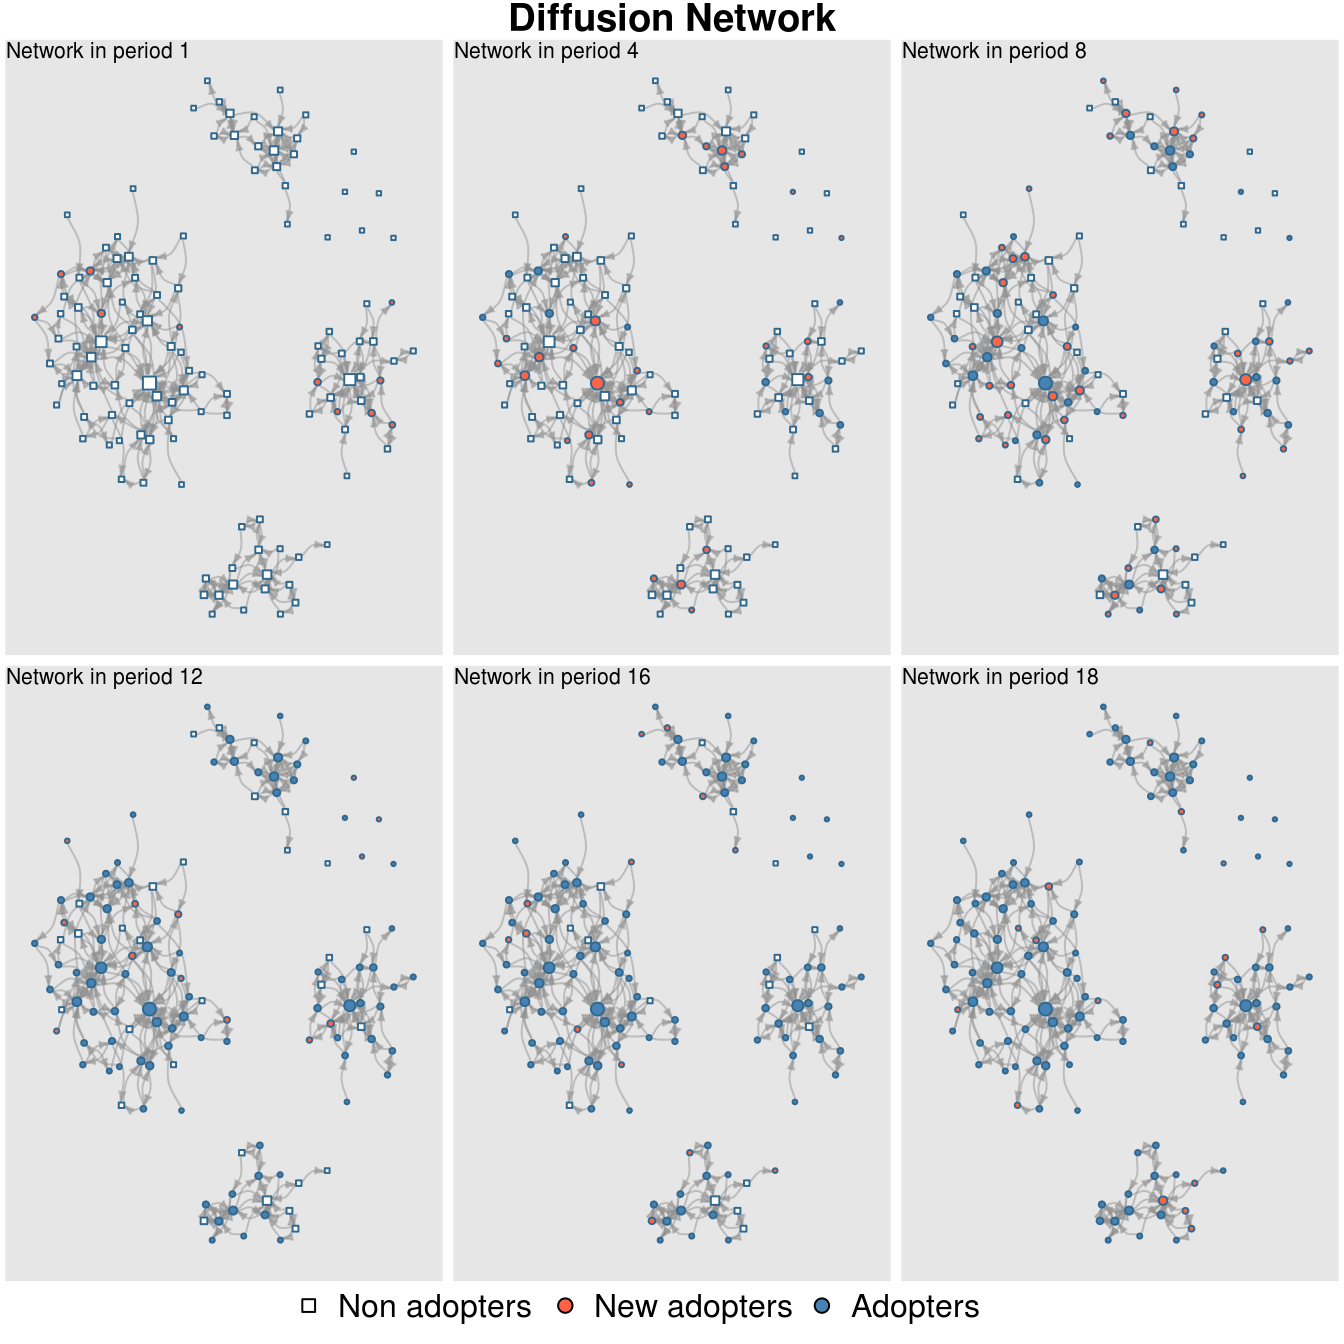 Diffusion Network
Network in period 1
Network in period 4
Network in period 8
Network in period 12
Network in period 16
Network in period 18
Non adopters
New adopters
Adopters